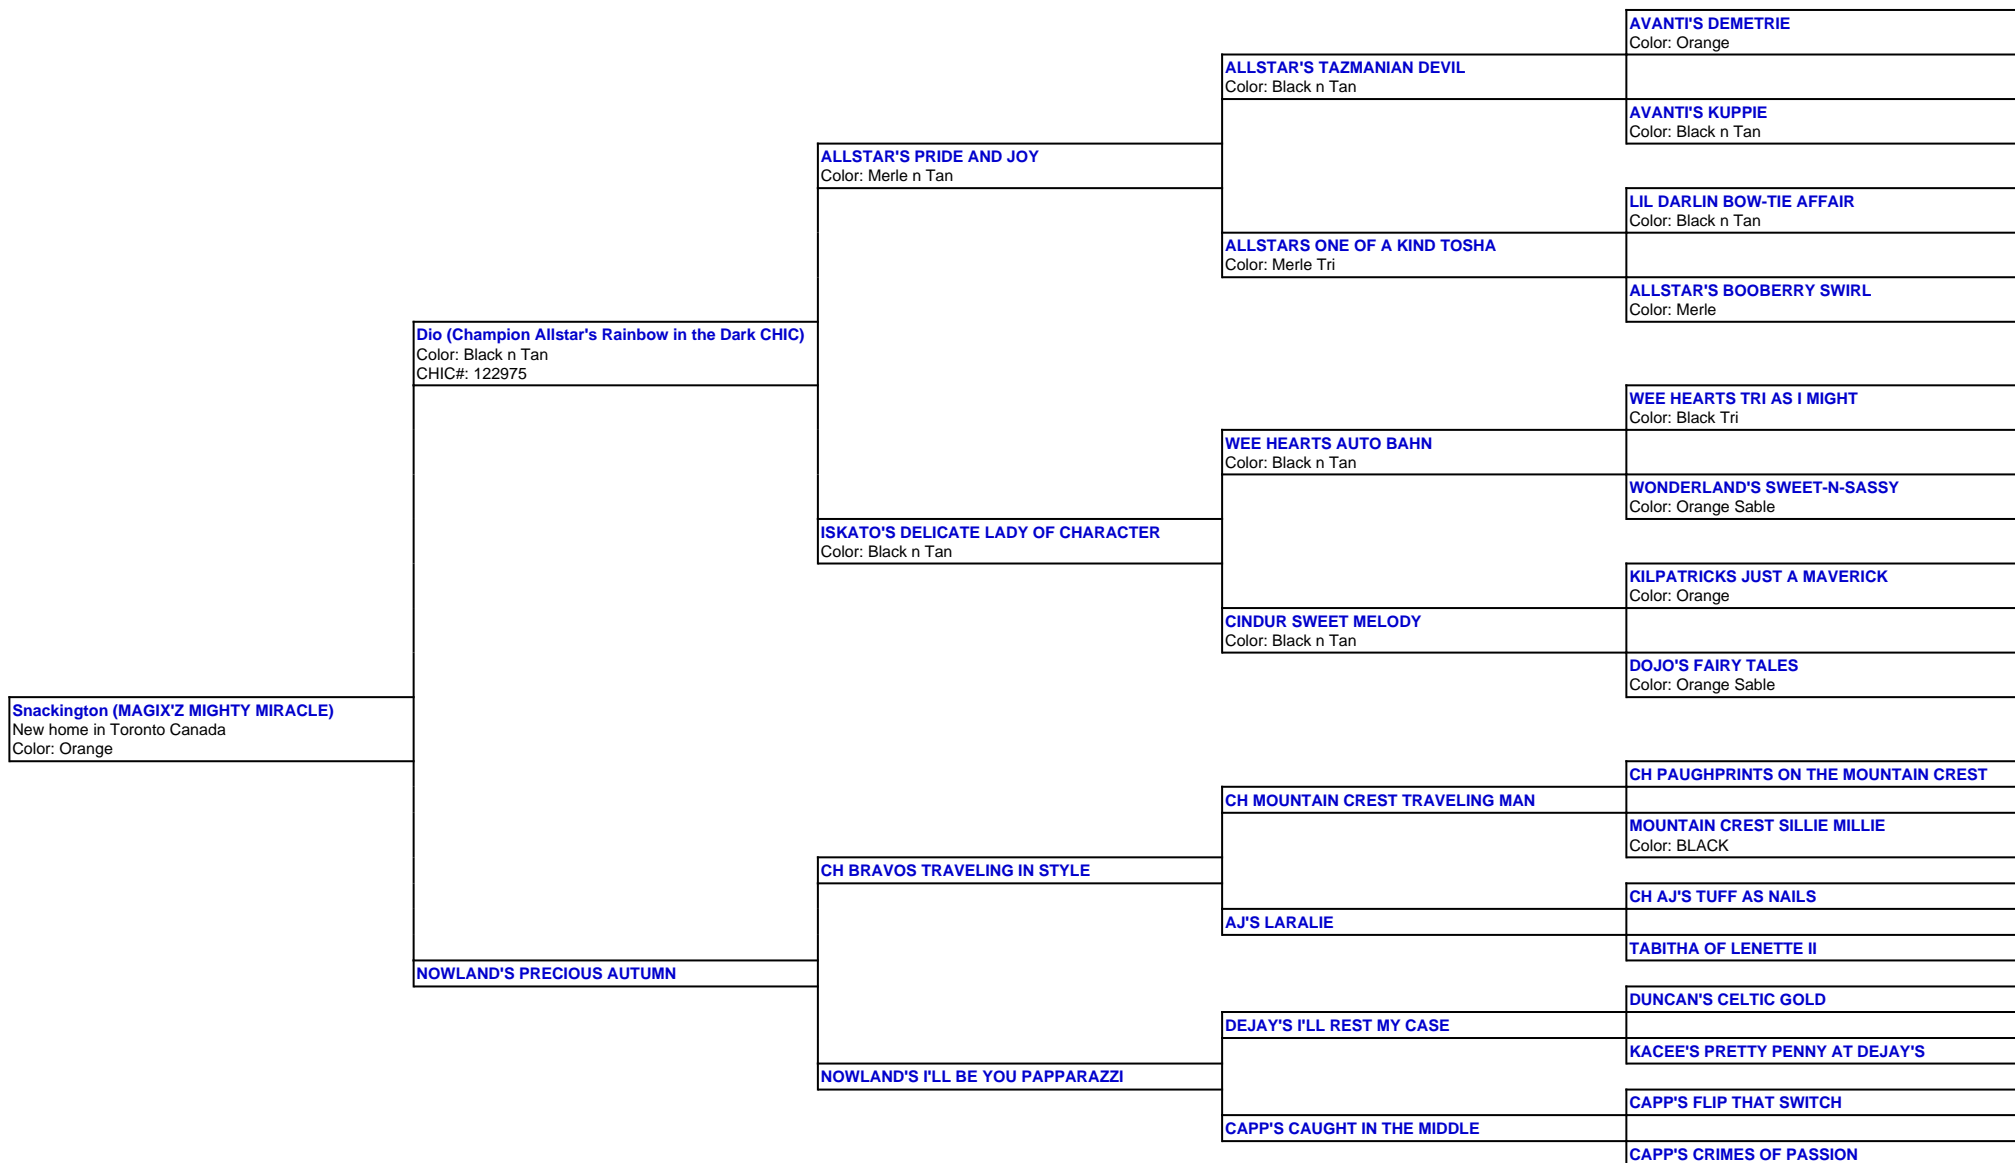 AVANTI'S DEMETRIE
Color: Orange
ALLSTAR'S TAZMANIAN DEVIL
Color: Black n Tan
AVANTI'S KUPPIE
Color: Black n Tan
ALLSTAR'S PRIDE AND JOY
Color: Merle n Tan
LIL DARLIN BOW-TIE AFFAIR
Color: Black n Tan
ALLSTARS ONE OF A KIND TOSHA
Color: Merle Tri
ALLSTAR'S BOOBERRY SWIRL
Color: Merle
Dio (Champion Allstar's Rainbow in the Dark CHIC)
Color: Black n Tan
CHIC#: 122975
WEE HEARTS TRI AS I MIGHT
Color: Black Tri
WEE HEARTS AUTO BAHN
Color: Black n Tan
WONDERLAND'S SWEET-N-SASSY
Color: Orange Sable
ISKATO'S DELICATE LADY OF CHARACTER
Color: Black n Tan
KILPATRICKS JUST A MAVERICK
Color: Orange
CINDUR SWEET MELODY
Color: Black n Tan
DOJO'S FAIRY TALES
Color: Orange Sable
Snackington (MAGIX'Z MIGHTY MIRACLE)
New home in Toronto Canada
Color: Orange
CH PAUGHPRINTS ON THE MOUNTAIN CREST
CH MOUNTAIN CREST TRAVELING MAN
MOUNTAIN CREST SILLIE MILLIE
Color: BLACK
CH BRAVOS TRAVELING IN STYLE
CH AJ'S TUFF AS NAILS
AJ'S LARALIE
TABITHA OF LENETTE II
NOWLAND'S PRECIOUS AUTUMN
DUNCAN'S CELTIC GOLD
DEJAY'S I'LL REST MY CASE
KACEE'S PRETTY PENNY AT DEJAY'S
NOWLAND'S I'LL BE YOU PAPPARAZZI
CAPP'S FLIP THAT SWITCH
CAPP'S CAUGHT IN THE MIDDLE
CAPP'S CRIMES OF PASSION